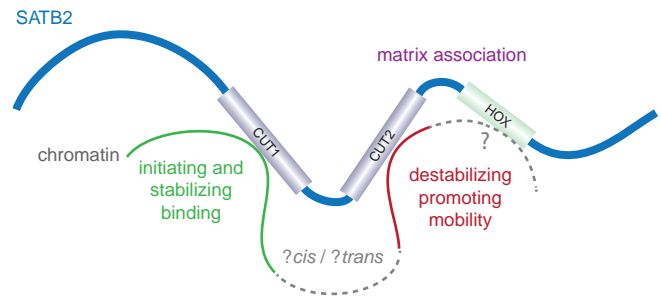 SATB2
matrix association
CUT1
CUT2
HOX
?
chromatin
initiating and
stabilizing
binding
destabilizing
promoting
mobility
?cis / ?trans